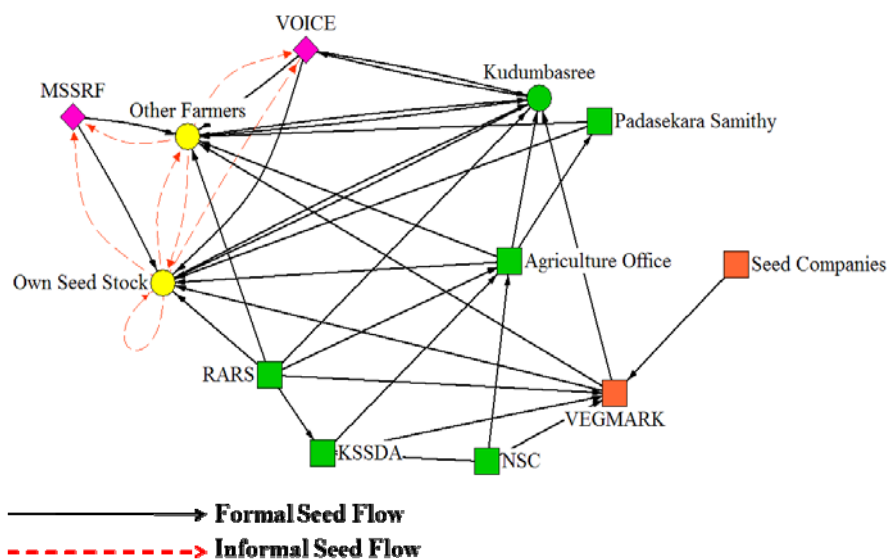 VOICE
Kudumbasree
MSSRF
Other Farmers
Padasekara Samithy
Agriculture Office
Seed Companies
Own Seed Stock
RARS
VEGMARK
KSSDA
NSC
Formal Seed Flow
Informal Seed Flow